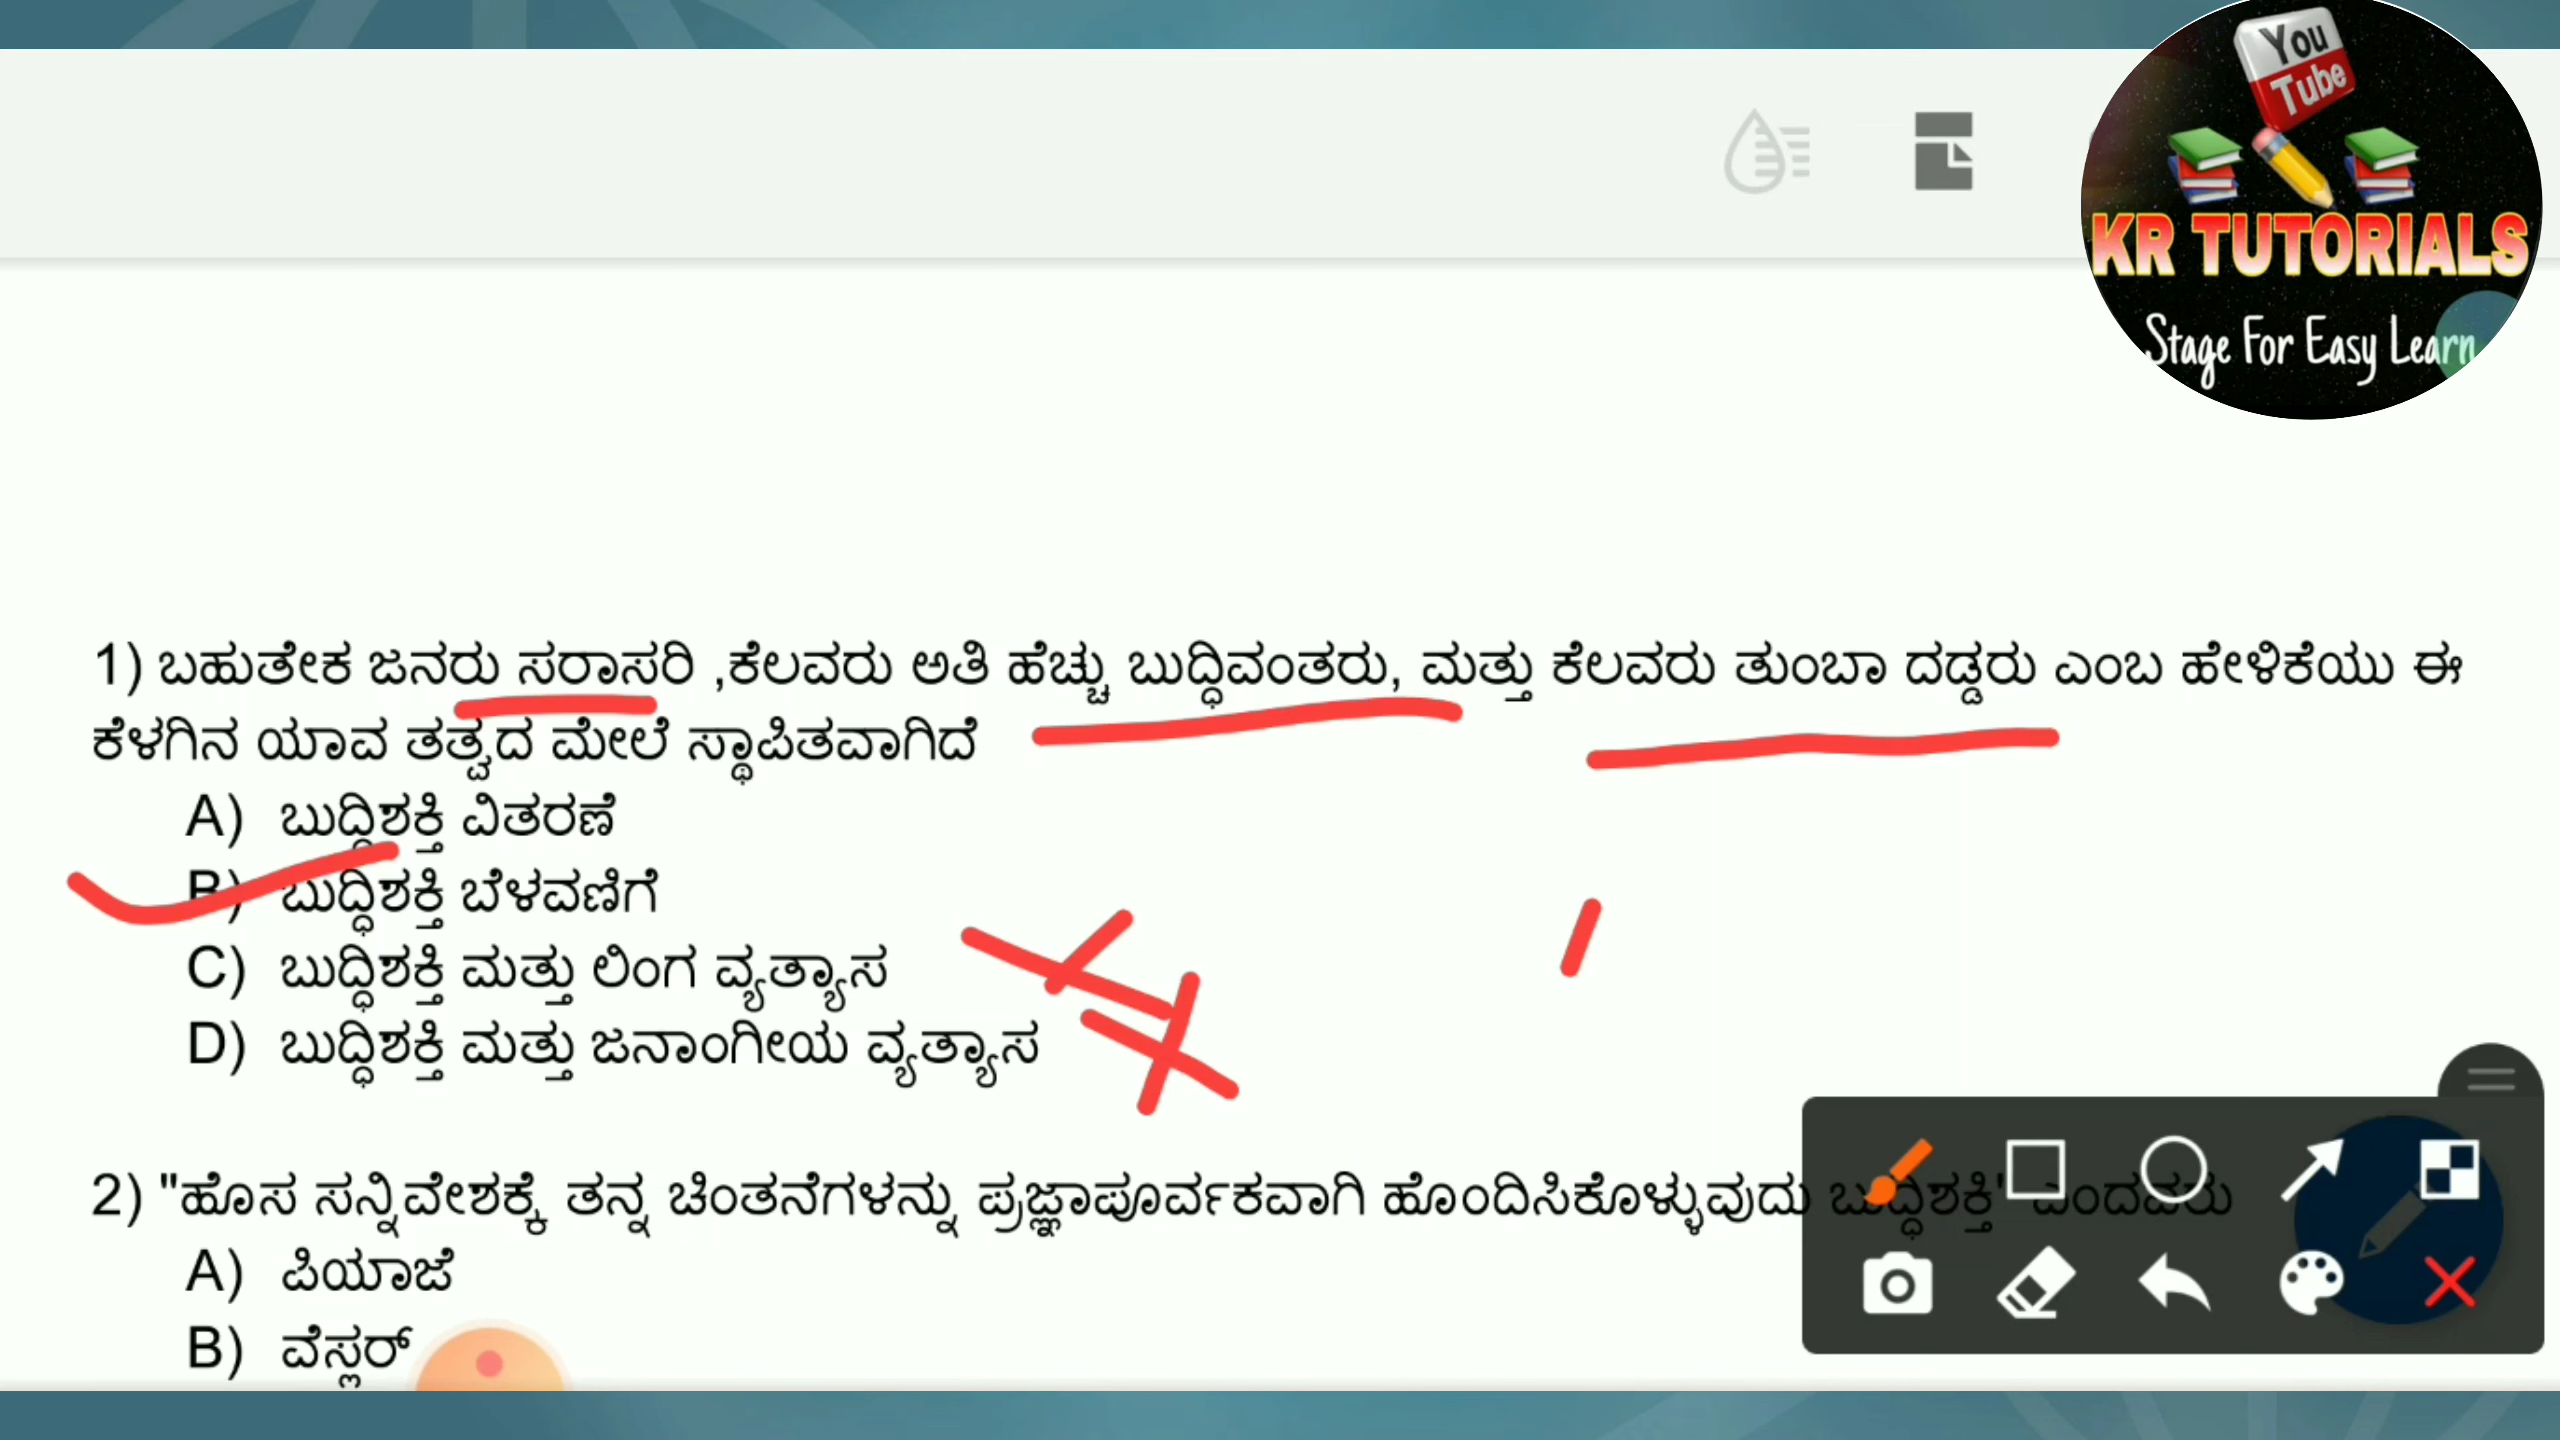 You
Tube
KR TUTORIALS
Stage For Easy Learn
1) ಬಹುತೇಕ ಜನರು ಸರಾಸರಿ ,ಕೆಲವರು ಅತಿ ಹೆಚ್ಚು ಬುದ್ಧಿವಂತರು, ಮತ್ತು ಕೆಲವರು ತುಂಬಾ ದಡ್ಡರು ಎಂಬ ಹೇಳಿಕೆಯು ಈ
ಕೆಳಗಿನ ಯಾವ ತತ್ವದ ಮೇಲೆ ಸ್ಥಾಪಿತವಾಗಿದೆ
A) ಬುದ್ಧಿಶಕ್ತಿ ವಿತರಣೆ
B) ಬುದ್ಧಿಶಕ್ತಿ ಬೆಳವಣಿಗೆ
C) ಬುದ್ಧಿಶಕ್ತಿ ಮತ್ತು ಲಿಂಗ ವ್ಯತ್ಯಾಸ
D) ಬುದ್ಧಿಶಕ್ತಿ ಮತ್ತು ಜನಾಂಗೀಯ ವ್ಯತ್ಯಾಸ
2) "ಹೊಸ ಸನ್ನಿವೇಶಕ್ಕೆ ತನ್ನ ಚಿಂತನೆಗಳನ್ನು ಪ್ರಜ್ಞಾಪೂರ್ವಕವಾಗಿ ಹೊಂದಿಸಿಕೊಳ್ಳುವುದು ಬುದ್ಧಿಶಕ್ತಿ" ಎಂದವರು
A) ಪಿಯಾಜೆ
B) ವೆಸ್ಲರ್